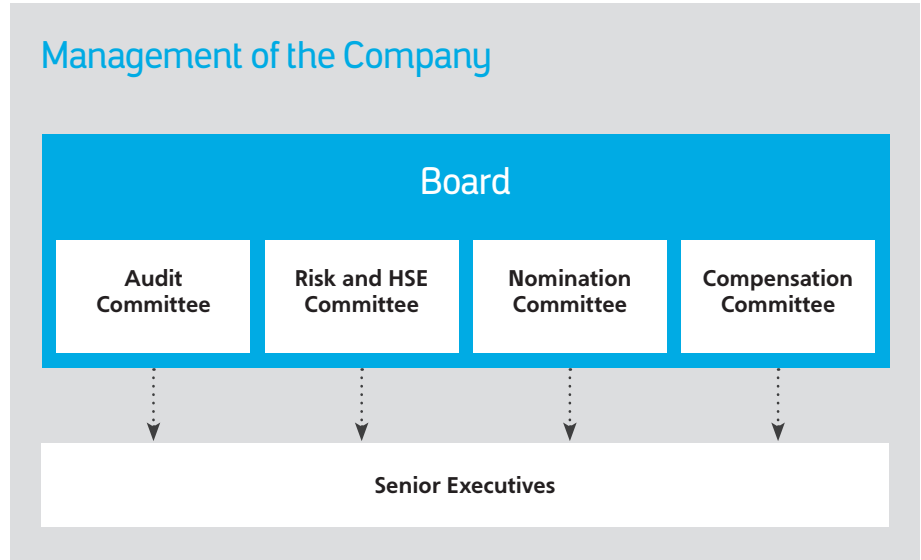 Management of the Company
Board
Audit
Committee
Risk and HSE
Committee
Nomination
Committee
Compensation
Committee
Senior Executives